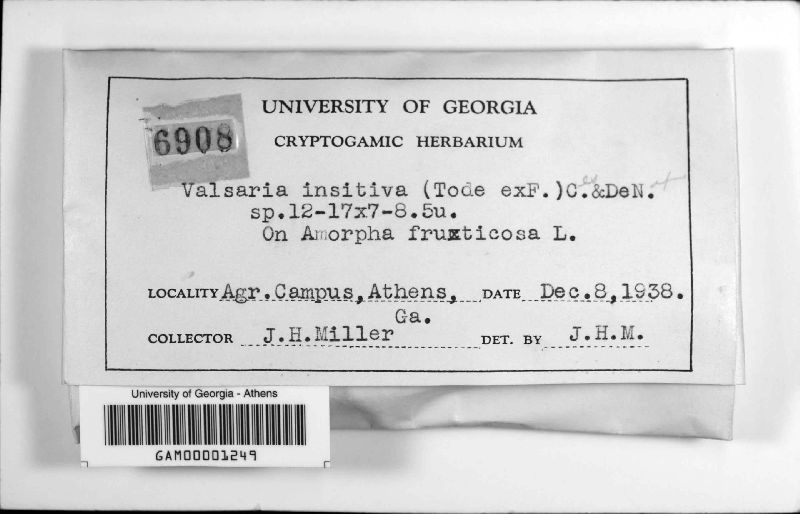 UNIVERSITY OF GEORGIA
6908
CRYPTOGAMIC HERBARIUM
Valsaria insitiva (Tode exF.)C.&DeN.
sp.12-17x7-8.5u.
On Amorpha fruxticosa L.
LOCALITY Agr.Campus, Athens, DATE Dec.8,1938.
Ga.
COLLECTOR J.H.Miller DET. BY J.H.M.
University of Georgia - Athens
GAM00001249